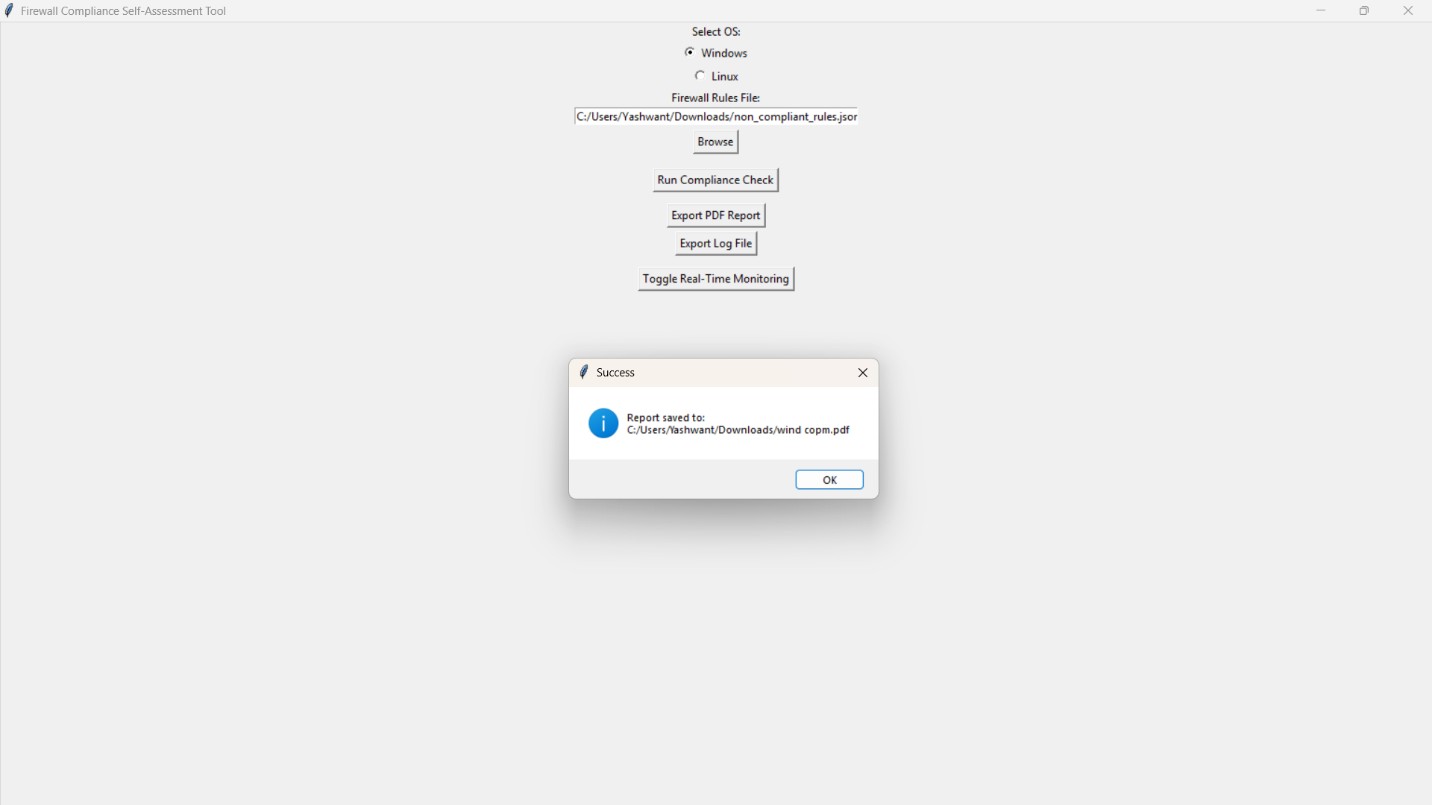 Firewall Compliance Self-Assessment Tool
Select OS:
Windows
Linux
Firewall Rules File:
C:/Users/Yashwant/Downloads/non_compliant_rules.jsor
Browse
Run Compliance Check
Export PDF Report
Export Log File
Toggle Real-Time Monitoring
Success
Report saved to:
C:/Users/Yashwant/Downloads/wind copm.pdf
OK